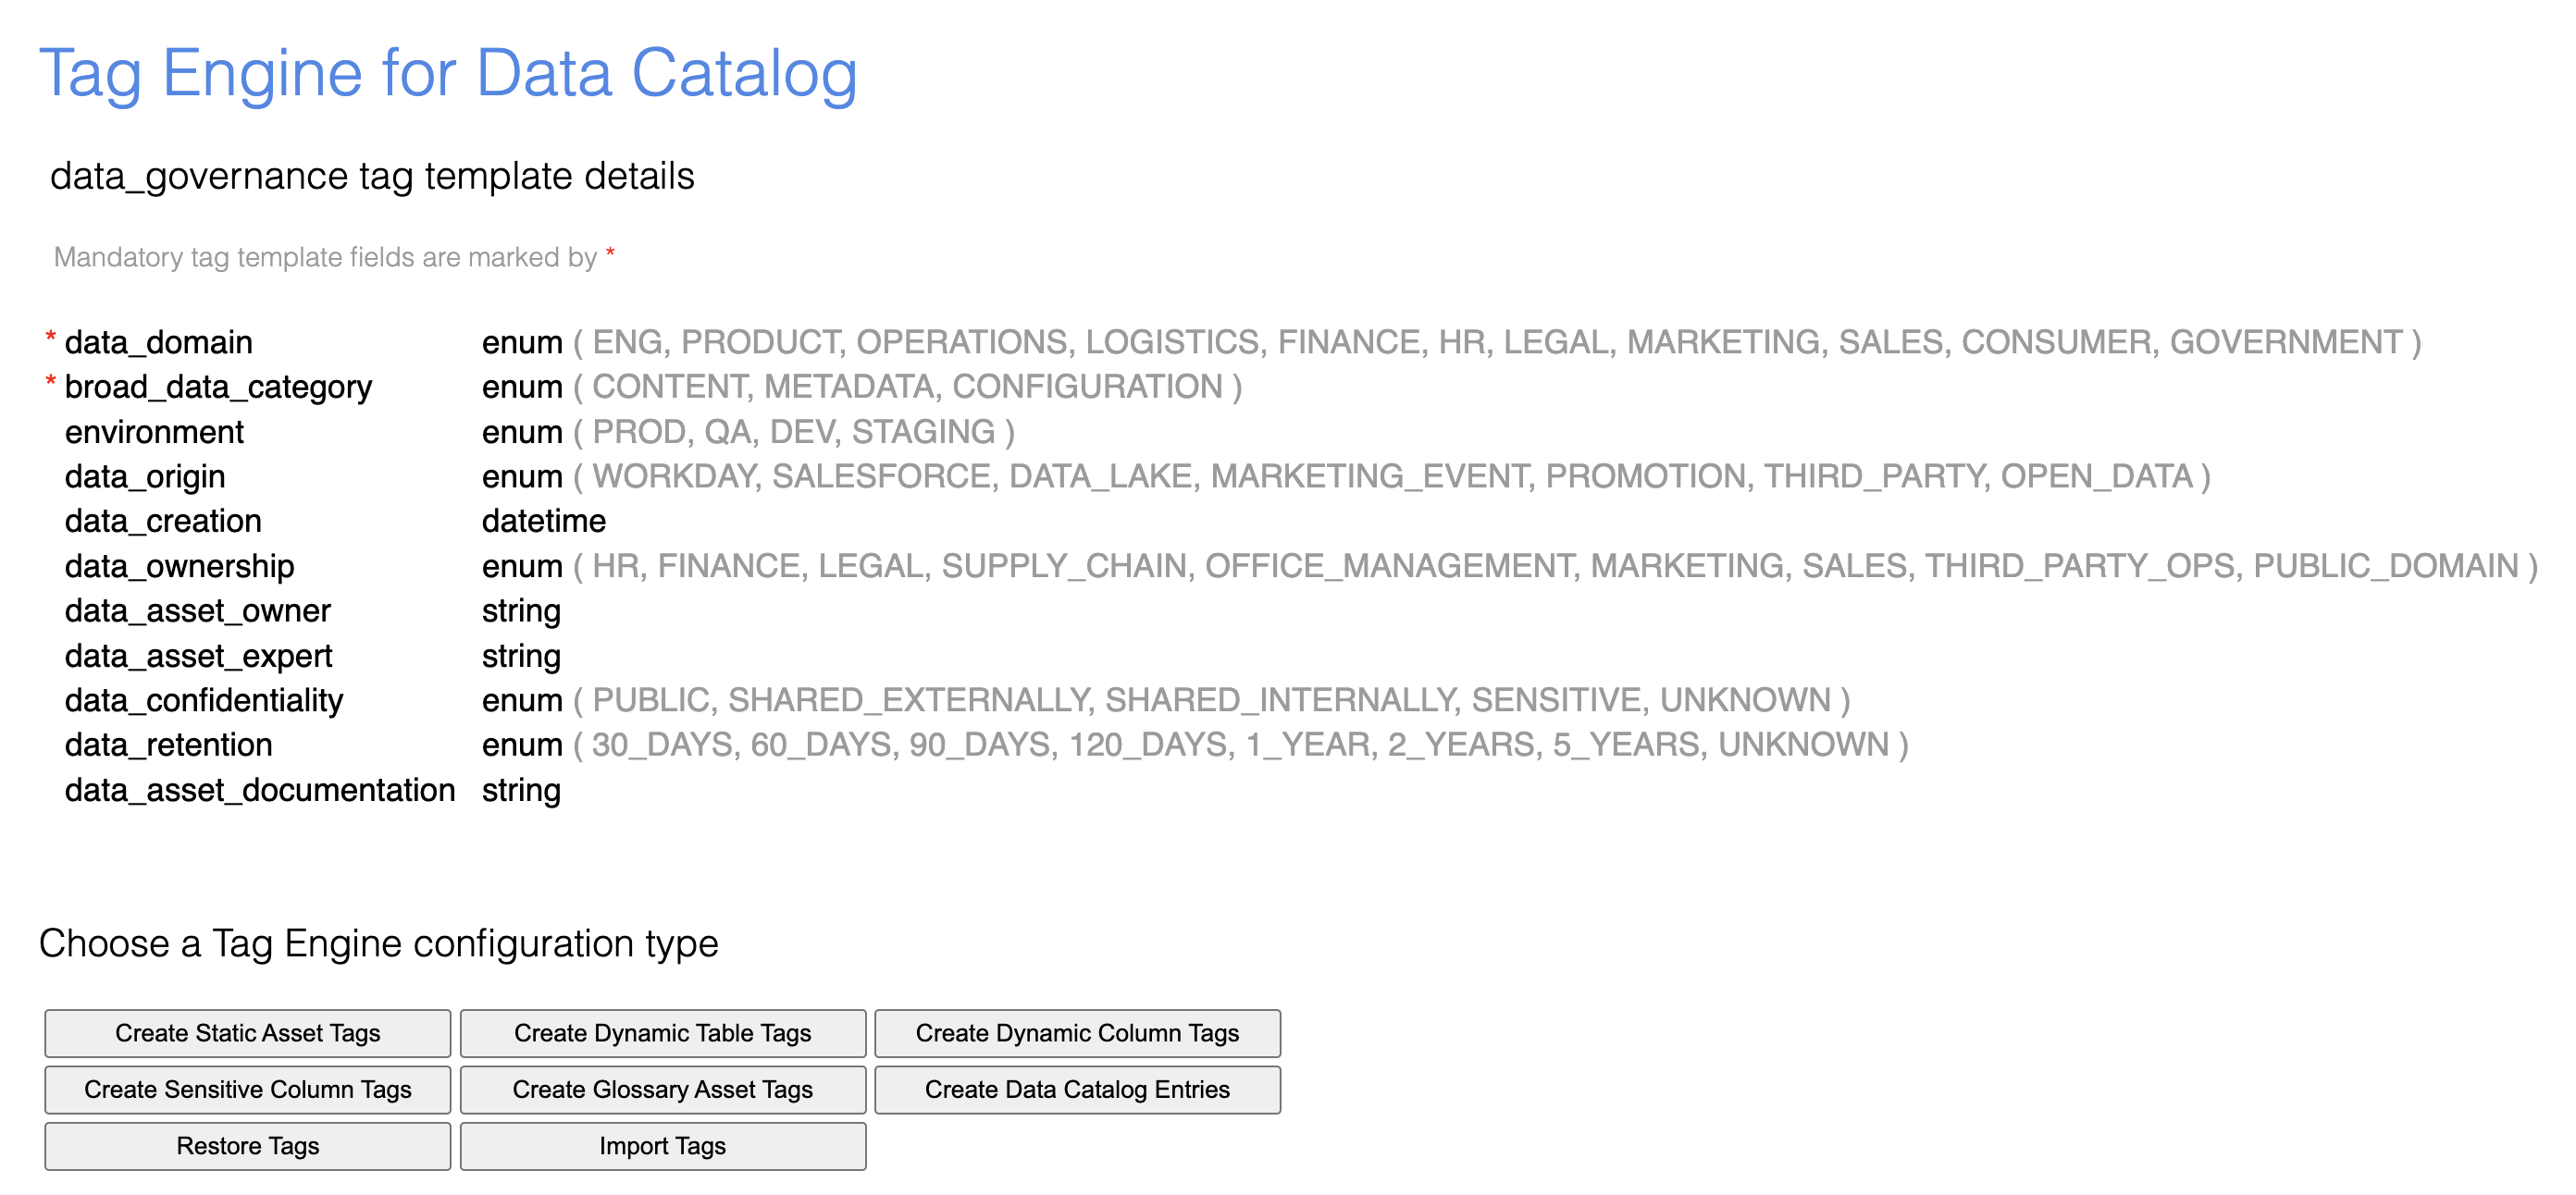 Tag Engine for Data Catalog
data_governance tag template details
Mandatory tag template fields are marked by *
* data_domain enum ( ENG, PRODUCT, OPERATIONS, LOGISTICS, FINANCE, HR, LEGAL, MARKETING, SALES, CONSUMER, GOVERNMENT )
* broad_data_category enum ( CONTENT, METADATA, CONFIGURATION )
environment enum ( PROD, QA, DEV, STAGING )
data_origin enum ( WORKDAY, SALESFORCE, DATA_LAKE, MARKETING_EVENT, PROMOTION, THIRD_PARTY, OPEN_DATA )
data_creation datetime
data_ownership enum ( HR, FINANCE, LEGAL, SUPPLY_CHAIN, OFFICE_MANAGEMENT, MARKETING, SALES, THIRD_PARTY_OPS, PUBLIC_DOMAIN )
data_asset_owner string
data_asset_expert string
data_confidentiality enum ( PUBLIC, SHARED_EXTERNALLY, SHARED_INTERNALLY, SENSITIVE, UNKNOWN )
data_retention enum ( 30_DAYS, 60_DAYS, 90_DAYS, 120_DAYS, 1_YEAR, 2_YEARS, 5_YEARS, UNKNOWN )
data_asset_documentation string
Choose a Tag Engine configuration type
Create Static Asset Tags Create Dynamic Table Tags Create Dynamic Column Tags
Create Sensitive Column Tags Create Glossary Asset Tags Create Data Catalog Entries
Restore Tags Import Tags